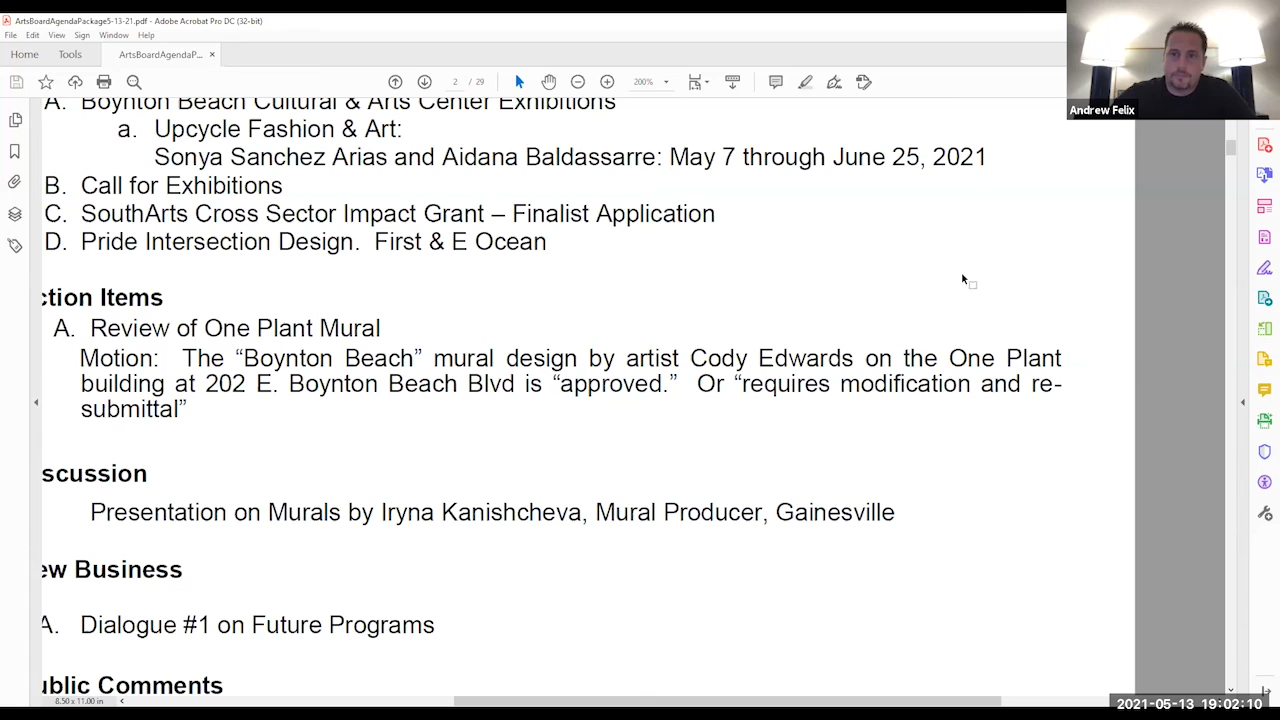 ArtsBoardAgendaPackage5-13-21.pdf - Adobe Acrobat Pro DC (32-bit)
File Edit View Sign Window Help
Home Tools ArtsBoardAgendaP... ×
2 / 29 200%
Andrew Felix
A. Boynton Beach Cultural & Arts Center Exhibitions
a. Upcycle Fashion & Art:
Sonya Sanchez Arias and Aidana Baldassarre: May 7 through June 25, 2021
B. Call for Exhibitions
C. SouthArts Cross Sector Impact Grant – Finalist Application
D. Pride Intersection Design. First & E Ocean
ction Items
A. Review of One Plant Mural
Motion: The “Boynton Beach” mural design by artist Cody Edwards on the One Plant
building at 202 E. Boynton Beach Blvd is “approved.” Or “requires modification and re-
submittal”
scussion
Presentation on Murals by Iryna Kanishcheva, Mural Producer, Gainesville
ew Business
A. Dialogue #1 on Future Programs
ublic Comments
8.50 x 11.00 in
2021-05-13 19:02:10